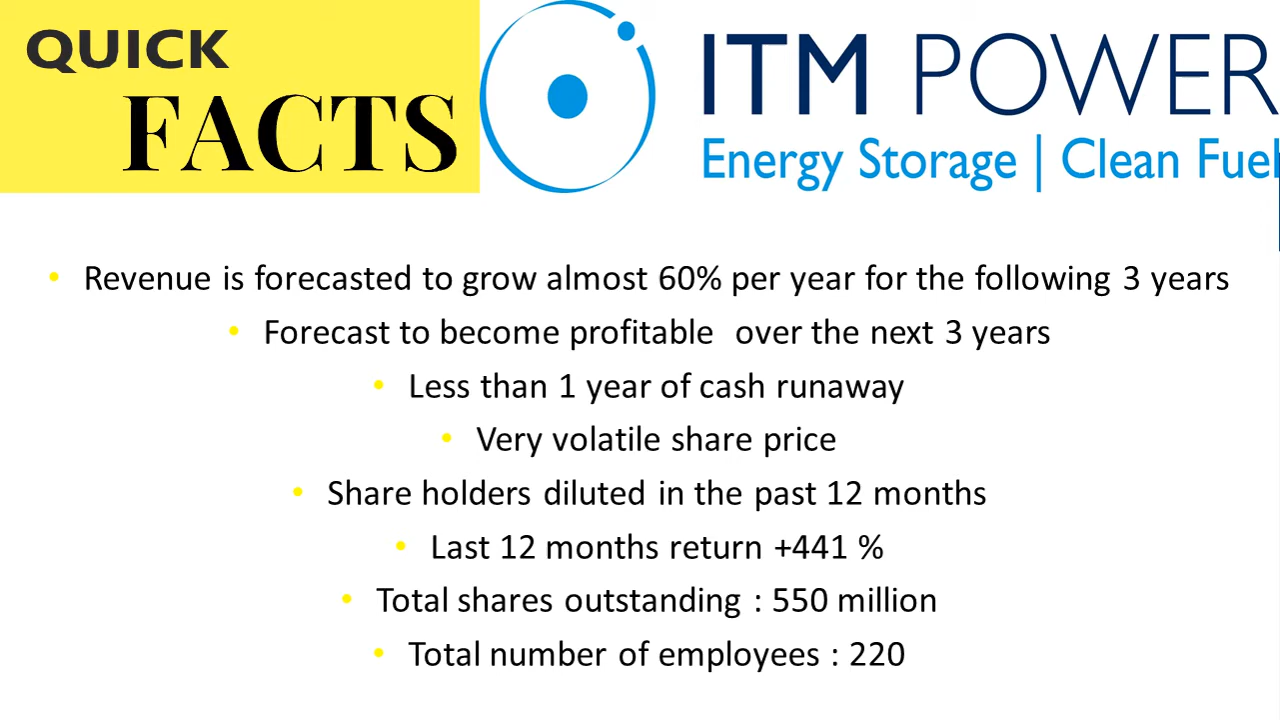 QUICK
FACTS
ITM POWER
Energy Storage | Clean Fuel
• Revenue is forecasted to grow almost 60% per year for the following 3 years
• Forecast to become profitable  over the next 3 years
• Less than 1 year of cash runaway
• Very volatile share price
• Share holders diluted in the past 12 months
• Last 12 months return +441 %
• Total shares outstanding : 550 million
• Total number of employees : 220